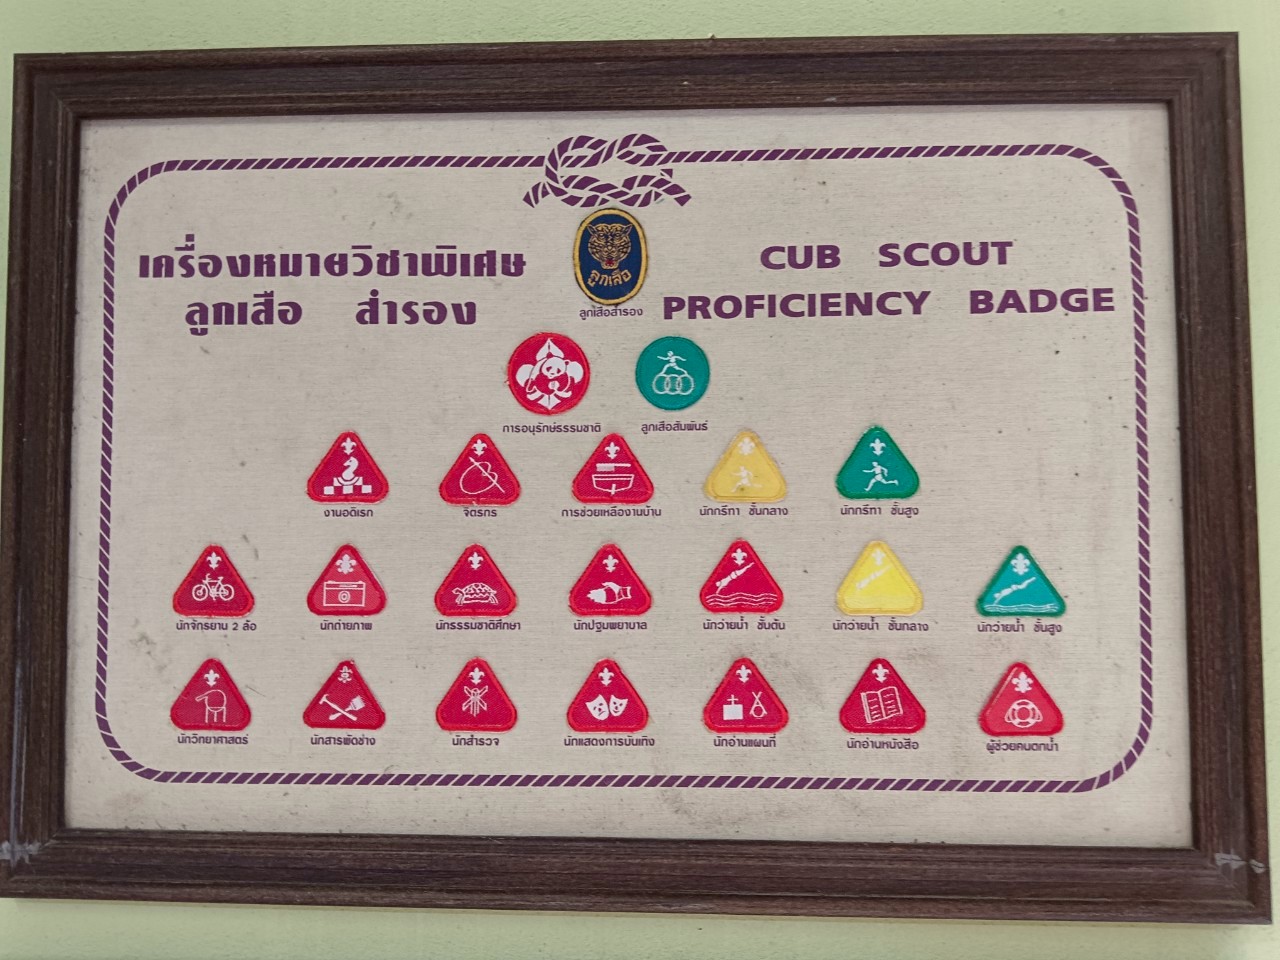 เครื่องหมายวิชาพิเศษ
ลูกเสือ สำรอง
ลูกเสือ
ลูกเสือสำรอง
CUB SCOUT
PROFICIENCY BADGE
การอนุรักษ์ธรรมชาติ ลูกเสือสัมพันธ์
งานอดิเรก จิตรกร การช่วยเหลืองานบ้าน นักกรีฑา ชั้นกลาง นักกรีฑา ชั้นสูง
นักจักรยาน 2 ล้อ นักถ่ายภาพ นักธรรมชาติศึกษา นักปฐมพยาบาล นักว่ายน้ำ ชั้นต้น นักว่ายน้ำ ชั้นกลาง นักว่ายน้ำ ชั้นสูง
นักวิทยาศาสตร์ นักสารพัดช่าง นักสำรวจ นักแสดงการบันเทิง นักอ่านแผนที่ นักอ่านหนังสือ ผู้ช่วยคนตกน้ำ